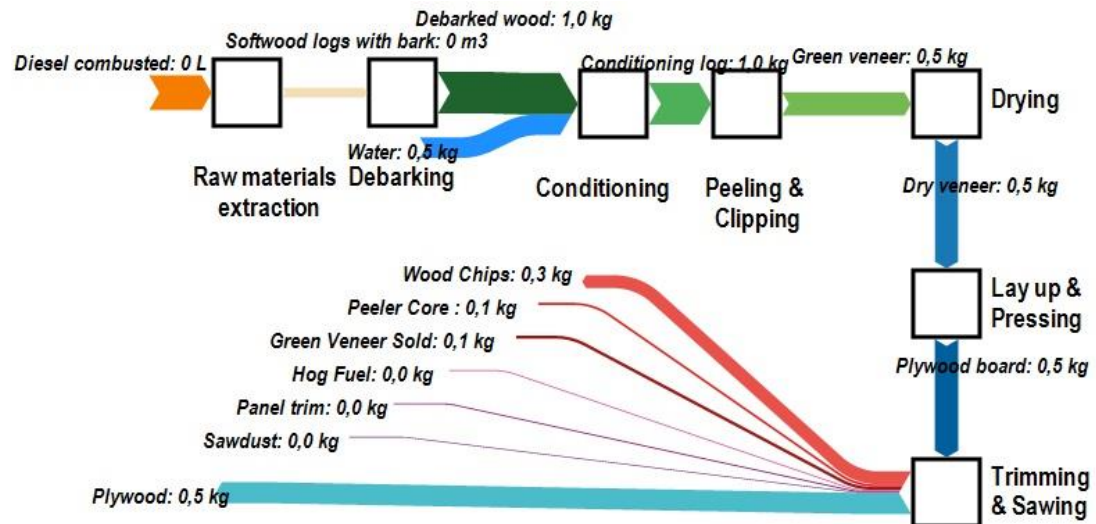 Debarked wood: 1,0 kg
Softwood logs with bark: 0 m3
Diesel combusted: 0 L
Conditioning log: 1,0 kg
Green veneer: 0,5 kg
Drying
Water: 0,5 kg
Raw materials
extraction
Debarking
Conditioning
Peeling &
Clipping
Dry veneer: 0,5 kg
Wood Chips: 0,3 kg
Peeler Core : 0,1 kg
Green Veneer Sold: 0,1 kg
Hog Fuel: 0,0 kg
Panel trim: 0,0 kg
Sawdust: 0,0 kg
Plywood: 0,5 kg
Lay up &
Pressing
Plywood board: 0,5 kg
Trimming
& Sawing